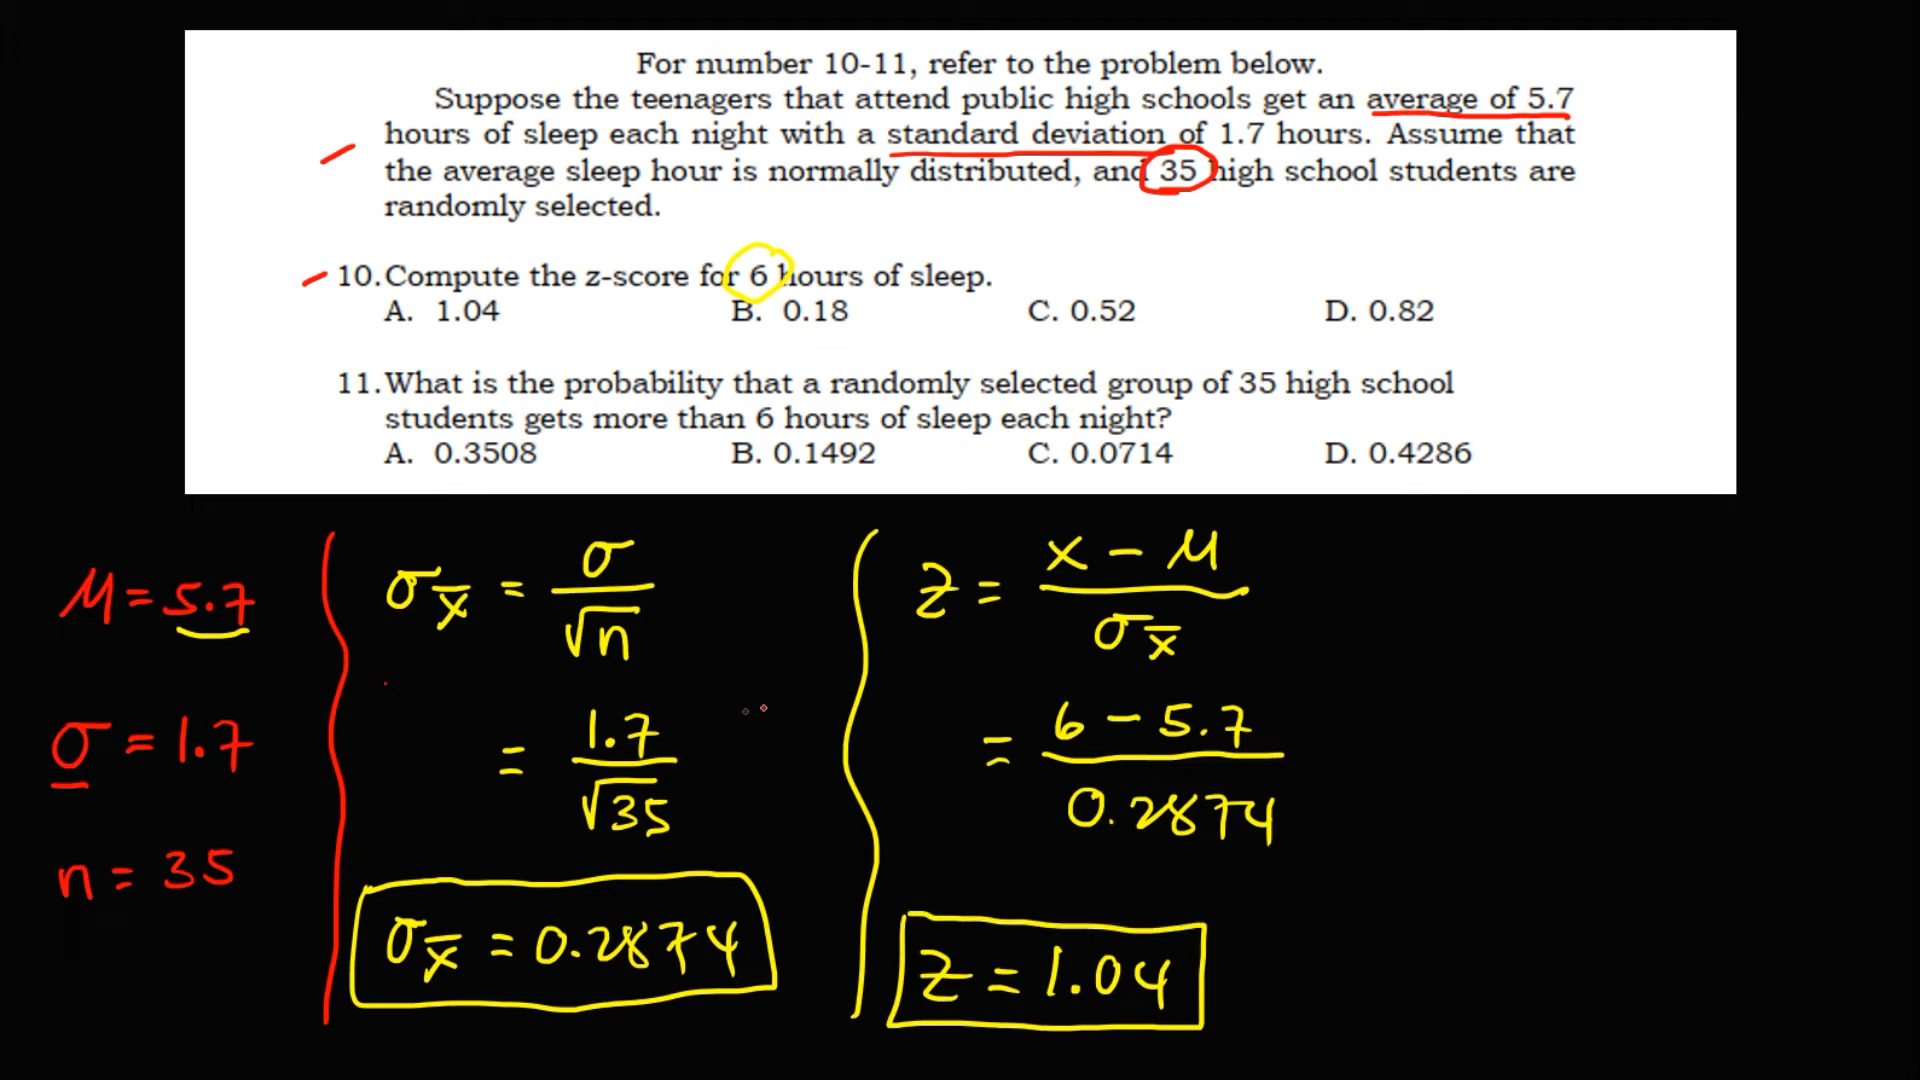 For number 10-11, refer to the problem below.
Suppose the teenagers that attend public high schools get an average of 5.7
hours of sleep each night with a standard deviation of 1.7 hours. Assume that
the average sleep hour is normally distributed, and 35 high school students are
randomly selected.
10. Compute the z-score for 6 hours of sleep.
A. 1.04 B. 0.18 C. 0.52 D. 0.82
11. What is the probability that a randomly selected group of 35 high school
students gets more than 6 hours of sleep each night?
A. 0.3508 B. 0.1492 C. 0.0714 D. 0.4286
μ = 5.7
σ = 1.7
n = 35
σx̄ = σ/√n
= 1.7/√35
σx̄ = 0.2874
z = x − μ/σx̄
= 6 − 5.7/0.2874
z = 1.04